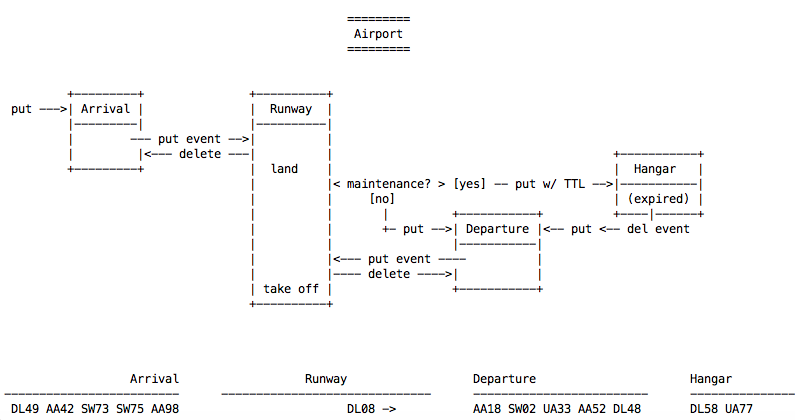 =========
Airport
=========
+---------+ +----------+
put --->| Arrival | | Runway |
|---------| |----------|
| --- put event -->| |
| |<--- delete ---| | +-----------+
+---------+ | land | | Hangar |
| |< maintenance? > [yes] -- put w/ TTL -->|-----------|
| | [no] | (expired) |
| | | +-----------+ +----|------+
| | +- put -->| Departure |<-- put <-- del event
| | |-----------|
| |<--- put event ---- |
| |---- delete ---->| |
| take off | +-----------+
+----------+
Arrival Runway Departure Hangar
DL49 AA42 SW73 SW75 AA98 DL08 -> AA18 SW02 UA33 AA52 DL48 DL58 UA77